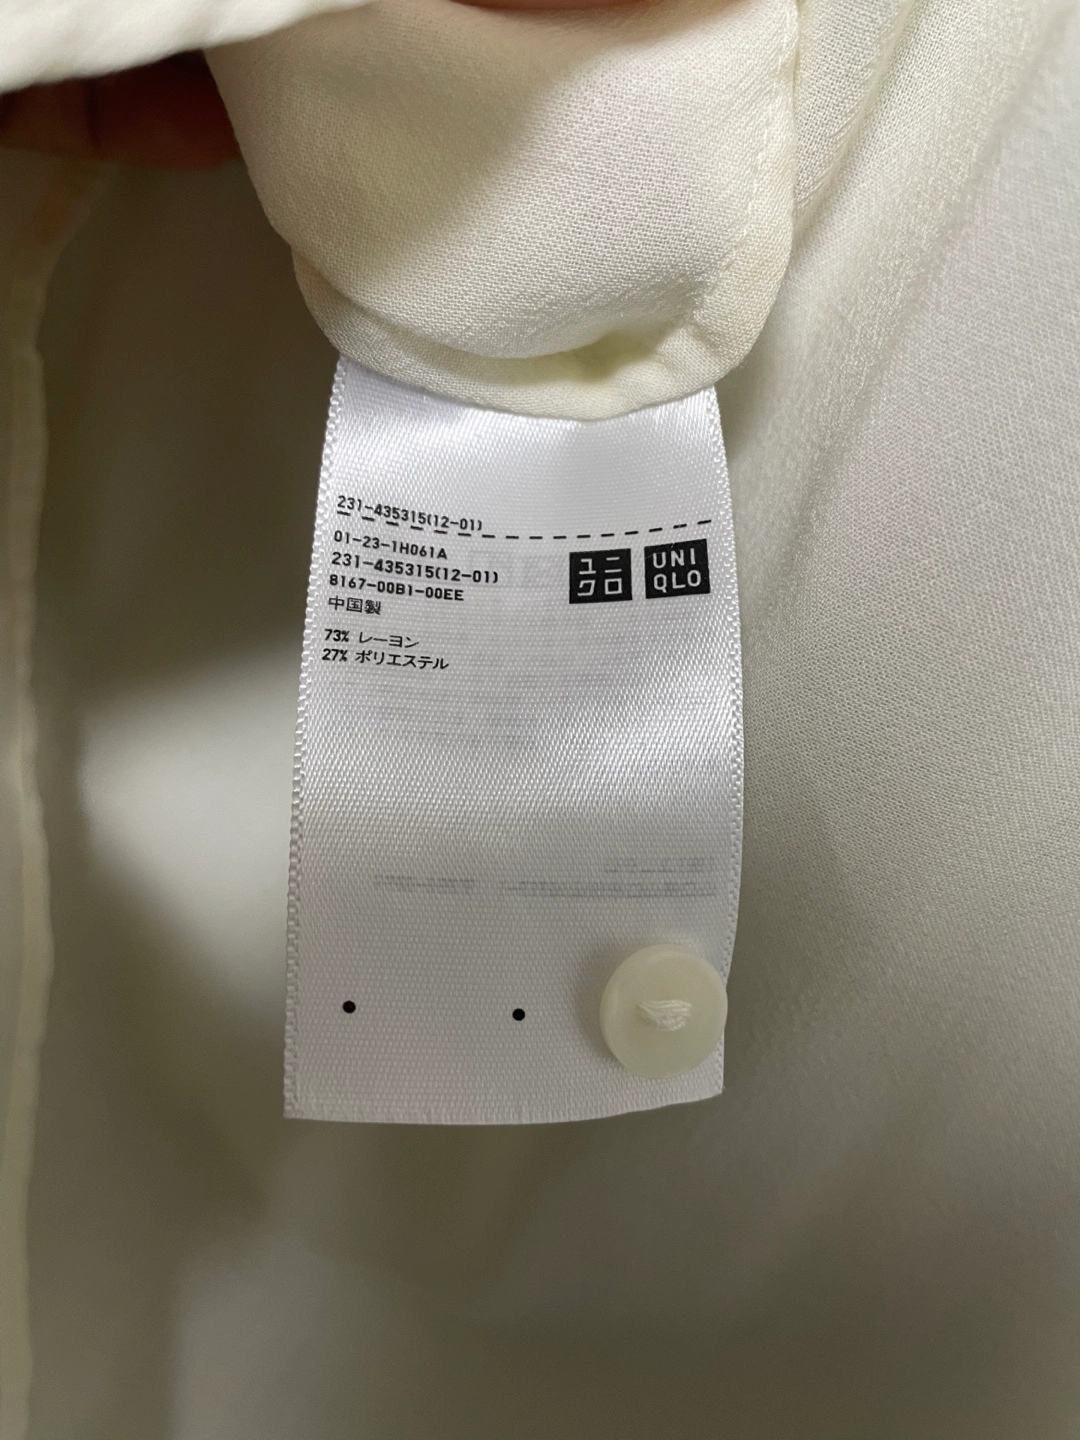 231-435315(12-01)
01-23-1H061A
231-435315(12-01)
8167-00B1-00EE
中国製
ユニ
クロ
UNI
QLO
73% レーヨン
27% ポリエステル